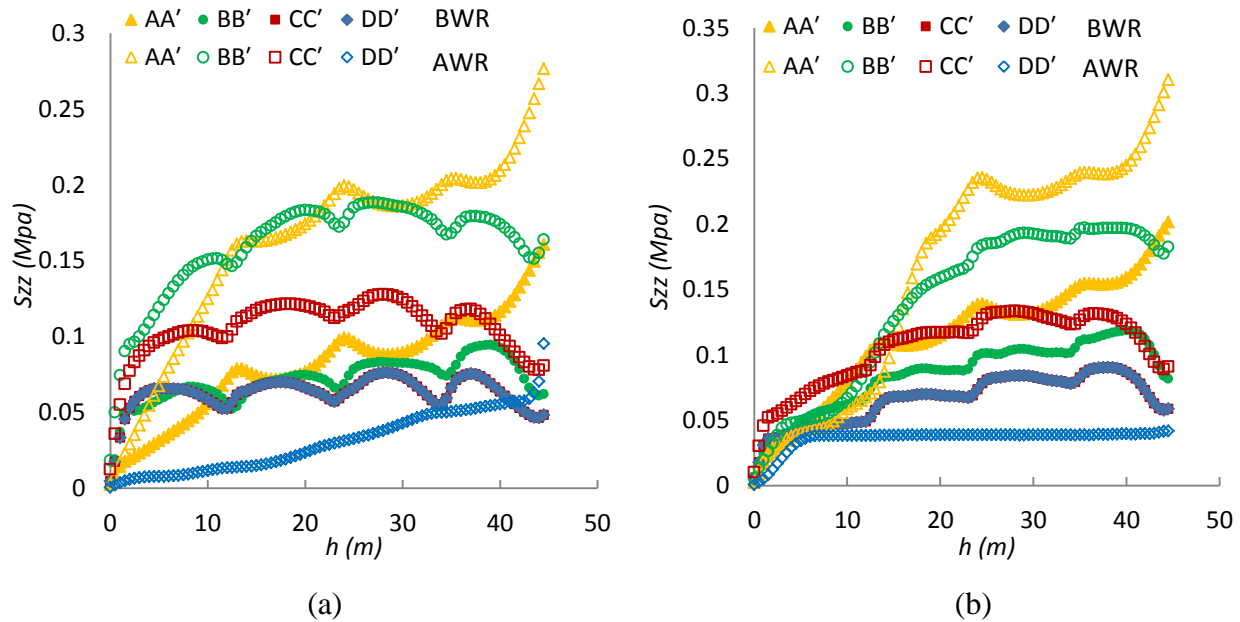 AA′ BB′ CC′ DD′ BWR
AA′ BB′ CC′ DD′ AWR
0.3
0.25
0.2
0.15
0.1
0.05
0
Szz (Mpa)
0 10 20 30 40 50
h (m)
(a)
AA′ BB′ CC′ DD′ BWR
AA′ BB′ CC′ DD′ AWR
0.35
0.3
0.25
0.2
0.15
0.1
0.05
0
Szz (Mpa)
0 10 20 30 40 50
h (m)
(b)